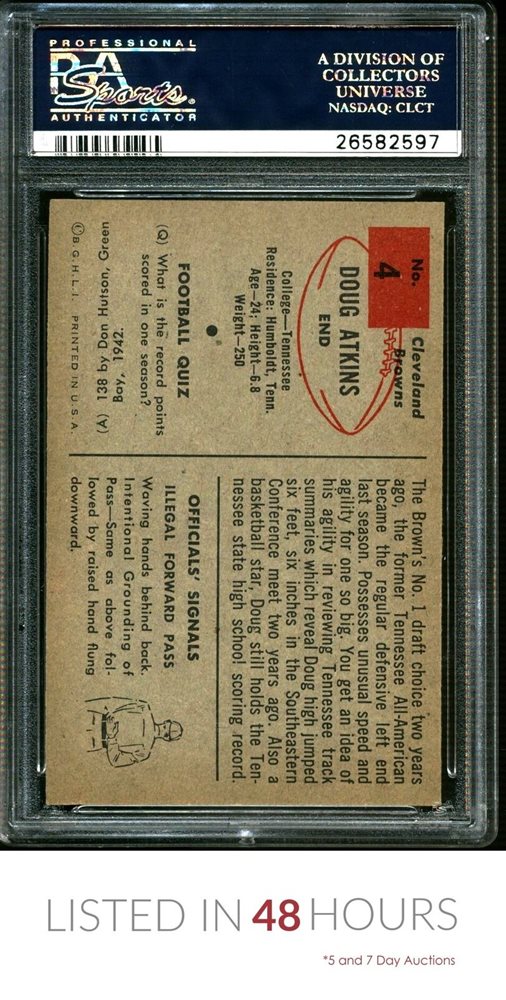 PROFESSIONAL
PSA
Sports
AUTHENTICATOR
A DIVISION OF
COLLECTORS
UNIVERSE
NASDAQ: CLCT
26582597
No.
4
Cleveland
Browns
DOUG ATKINS
END
College—Tennessee
Residence: Humboldt, Tenn.
Age—24; Height—6.8
Weight—250
FOOTBALL QUIZ
(Q) What is the record points
scored in one season?
(A) 138 by Don Hutson, Green
Bay, 1942.
©B.G.H.L.I. PRINTED IN U.S.A.
The Brown's No. 1 draft choice two years
ago, the former Tennessee All-American
became the regular defensive left end
last season. Possesses unusual speed and
agility for one so big. You get an idea of
his agility in reviewing Tennessee track
summaries which reveal Doug high jumped
six feet, six inches in the Southeastern
Conference meet two years ago. Also a
basketball star, Doug still holds the Ten-
nessee state high school scoring record.
OFFICIALS' SIGNALS
ILLEGAL FORWARD PASS
Waving hands behind back.
Intentional Grounding of
Pass—Same as above fol-
lowed by raised hand flung
downward.
LISTED IN 48 HOURS
*5 and 7 Day Auctions